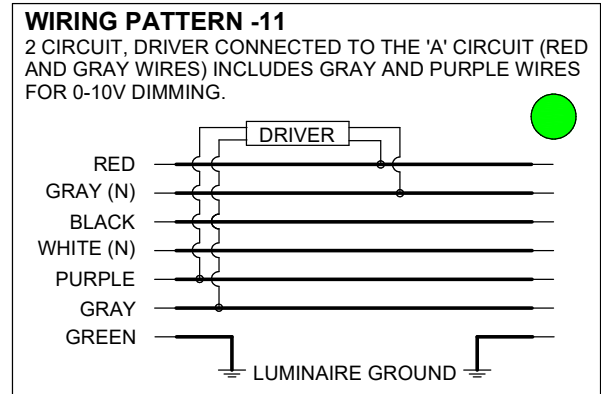 WIRING PATTERN -11
2 CIRCUIT, DRIVER CONNECTED TO THE 'A' CIRCUIT (RED
AND GRAY WIRES) INCLUDES GRAY AND PURPLE WIRES
FOR 0-10V DIMMING.
DRIVER
RED
GRAY (N)
BLACK
WHITE (N)
PURPLE
GRAY
GREEN
LUMINAIRE GROUND